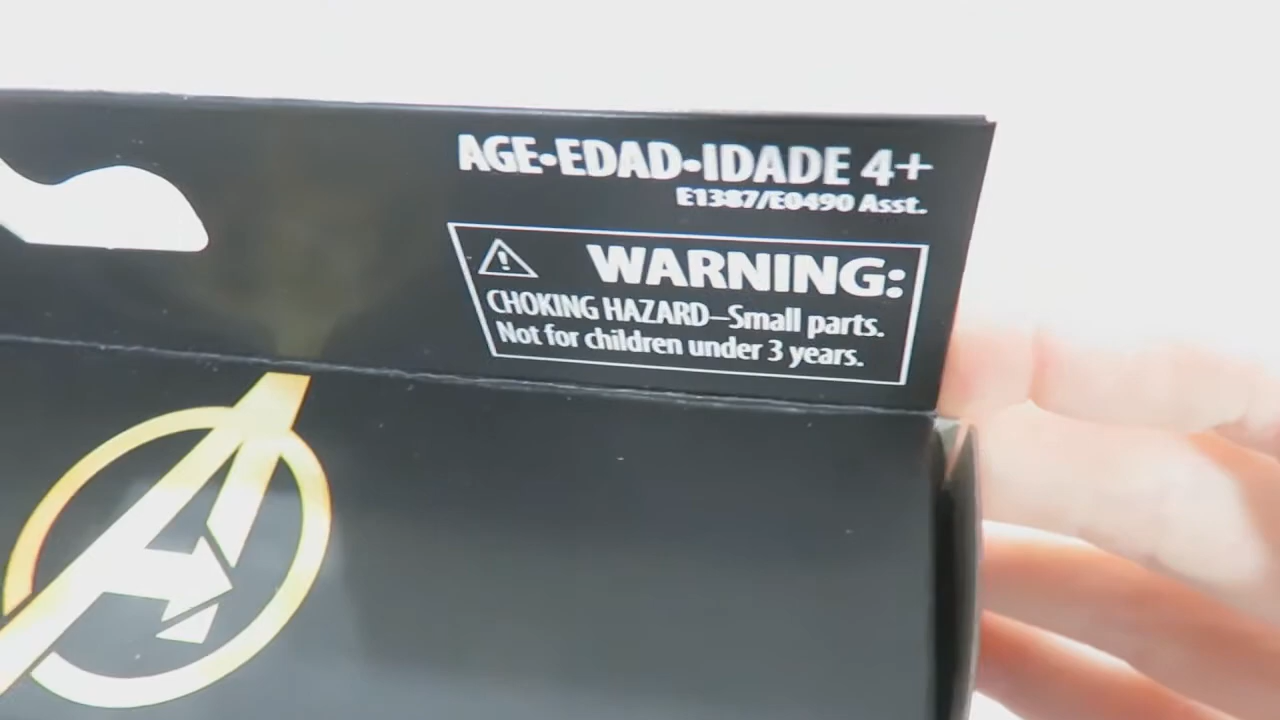 AGE•EDAD•IDADE 4+
E1387/E0490 Asst.
WARNING:
CHOKING HAZARD–Small parts.
Not for children under 3 years.